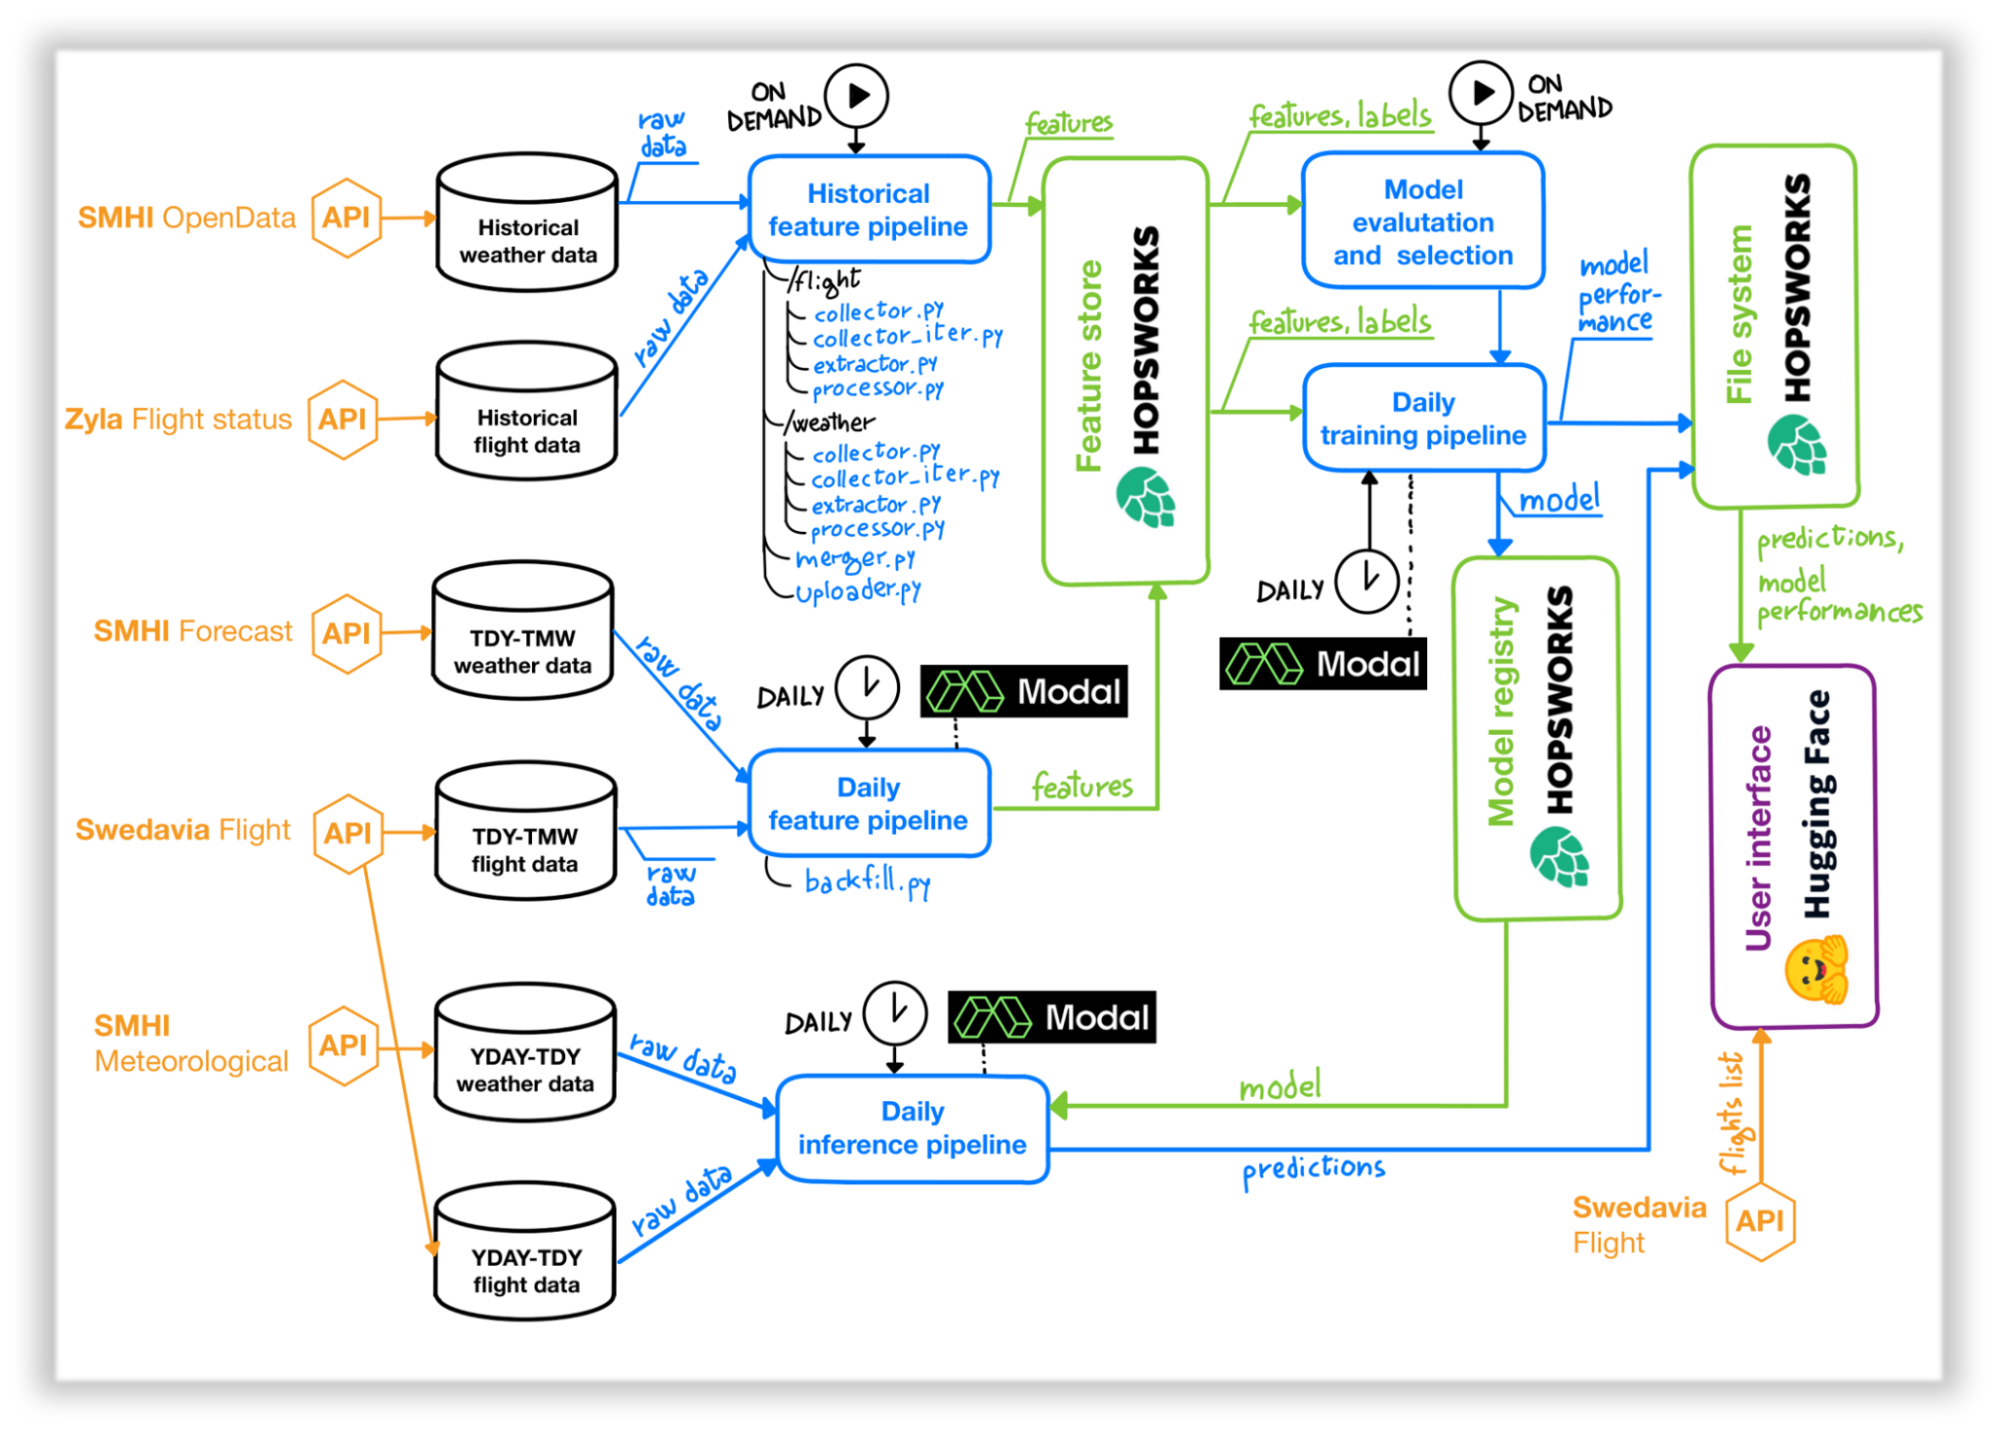 ON
DEMAND
raw
data
features
features, labels
ON
DEMAND
SMHI OpenData
API
Historical
weather data
Historical
feature pipeline
Model
evalutation
and selection
/flight
collector.py
collector_iter.py
extractor.py
processor.py
raw data
features, labels
model
perfor-
mance
Feature store
HOPSWORKS
File system
HOPSWORKS
Zyla Flight status
API
Historical
flight data
/weather
collector.py
collector_iter.py
extractor.py
processor.py
merger.py
uploader.py
Daily
training pipeline
model
DAILY
Modal
predictions,
model
performances
SMHI Forecast
API
TDY-TMW
weather data
raw data
DAILY
Modal
Model registry
HOPSWORKS
User interface
Hugging Face
Swedavia Flight
API
TDY-TMW
flight data
raw
data
Daily
feature pipeline
features
backfill.py
SMHI
Meteorological
API
YDAY-TDY
weather data
raw data
DAILY
Modal
Daily
inference pipeline
model
predictions
flights list
YDAY-TDY
flight data
raw data
Swedavia
Flight
API